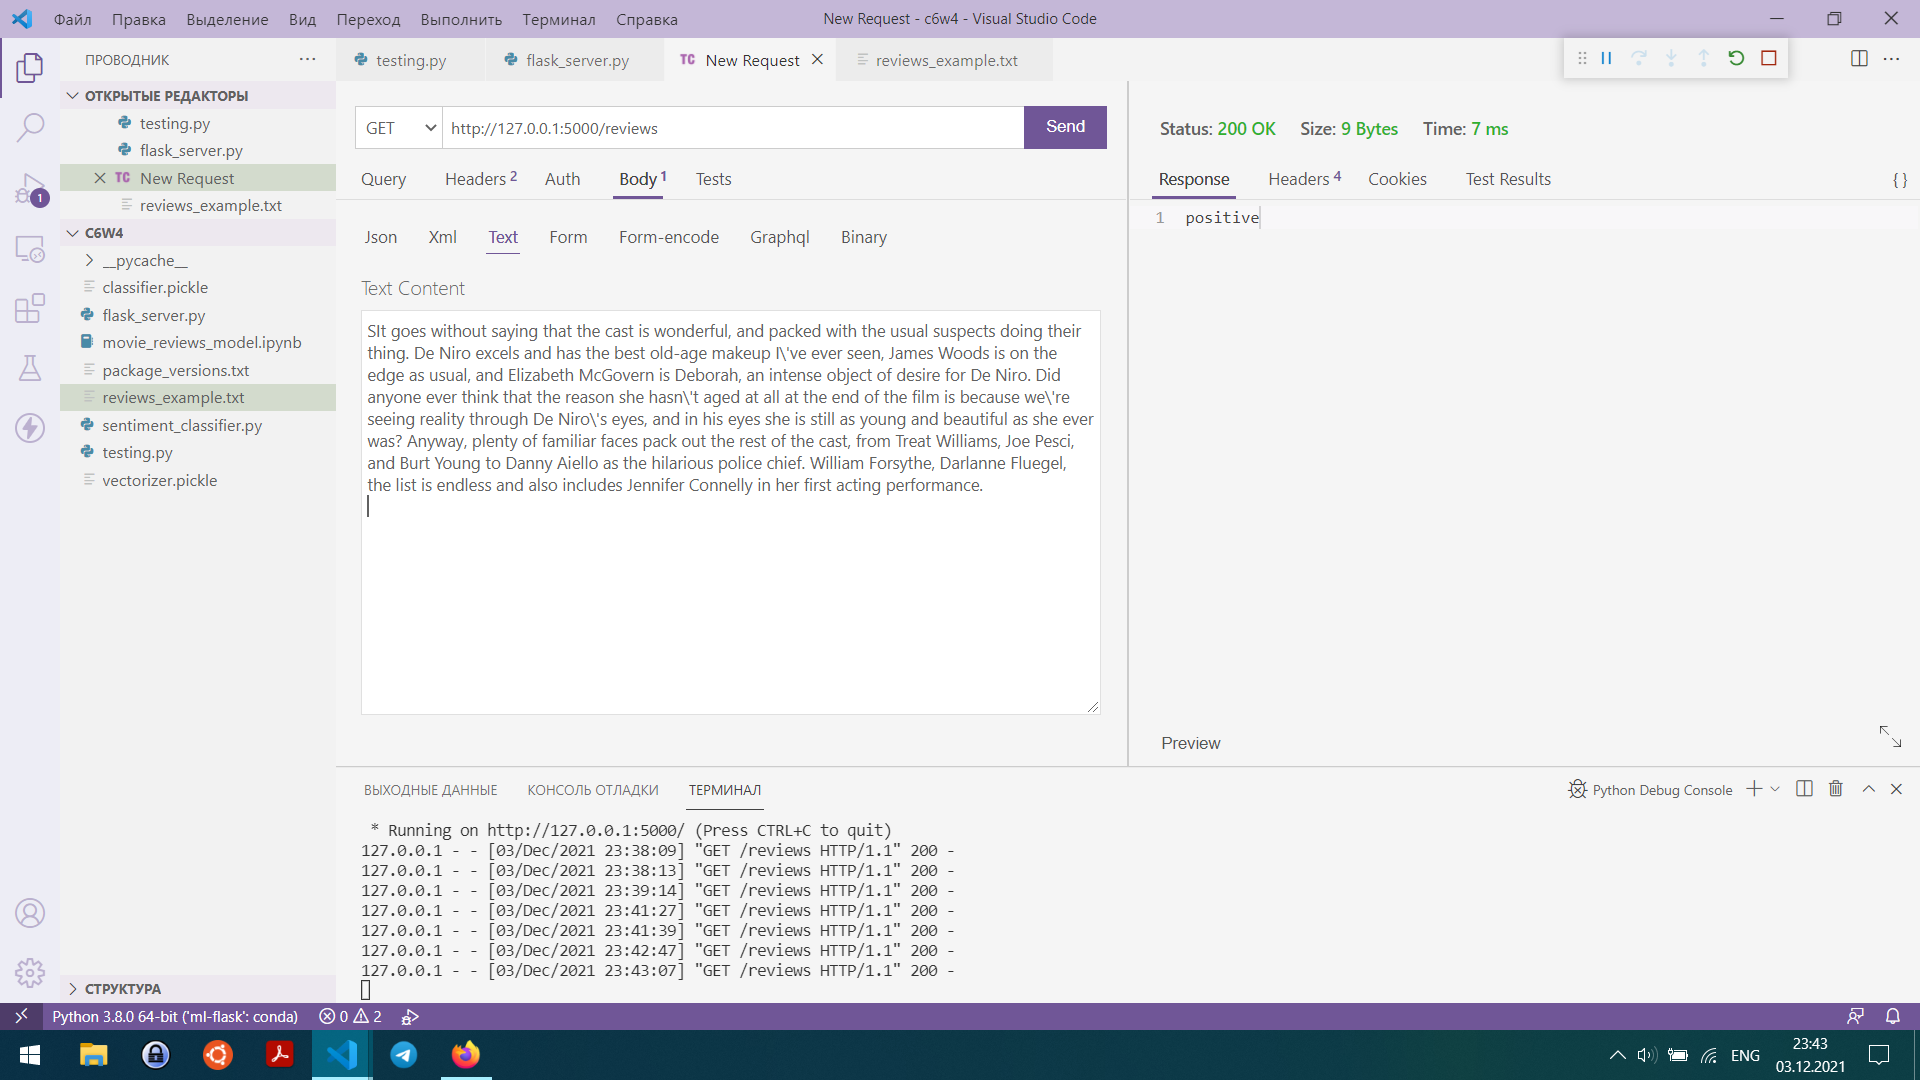 Файл Правка Выделение Вид Переход Выполнить Терминал Справка
New Request - c6w4 - Visual Studio Code
ПРОВОДНИК
testing.py
flask_server.py
TC New Request
reviews_example.txt
ОТКРЫТЫЕ РЕДАКТОРЫ
testing.py
flask_server.py
TC New Request
reviews_example.txt
C6W4
__pycache__
classifier.pickle
flask_server.py
movie_reviews_model.ipynb
package_versions.txt
reviews_example.txt
sentiment_classifier.py
testing.py
vectorizer.pickle
СТРУКТУРА
1
GET http://127.0.0.1:5000/reviews Send
Query Headers 2 Auth Body 1 Tests
Json Xml Text Form Form-encode Graphql Binary
Text Content
SIt goes without saying that the cast is wonderful, and packed with the usual suspects doing their
thing. De Niro excels and has the best old-age makeup I\'ve ever seen, James Woods is on the
edge as usual, and Elizabeth McGovern is Deborah, an intense object of desire for De Niro. Did
anyone ever think that the reason she hasn\'t aged at all at the end of the film is because we\'re
seeing reality through De Niro\'s eyes, and in his eyes she is still as young and beautiful as she ever
was? Anyway, plenty of familiar faces pack out the rest of the cast, from Treat Williams, Joe Pesci,
and Burt Young to Danny Aiello as the hilarious police chief. William Forsythe, Darlanne Fluegel,
the list is endless and also includes Jennifer Connelly in her first acting performance.
Status: 200 OK Size: 9 Bytes Time: 7 ms
Response Headers 4 Cookies Test Results { }
1 positive
Preview
ВЫХОДНЫЕ ДАННЫЕ КОНСОЛЬ ОТЛАДКИ ТЕРМИНАЛ
Python Debug Console
* Running on http://127.0.0.1:5000/ (Press CTRL+C to quit)
127.0.0.1 - - [03/Dec/2021 23:38:09] "GET /reviews HTTP/1.1" 200 -
127.0.0.1 - - [03/Dec/2021 23:38:13] "GET /reviews HTTP/1.1" 200 -
127.0.0.1 - - [03/Dec/2021 23:39:14] "GET /reviews HTTP/1.1" 200 -
127.0.0.1 - - [03/Dec/2021 23:41:27] "GET /reviews HTTP/1.1" 200 -
127.0.0.1 - - [03/Dec/2021 23:41:39] "GET /reviews HTTP/1.1" 200 -
127.0.0.1 - - [03/Dec/2021 23:42:47] "GET /reviews HTTP/1.1" 200 -
127.0.0.1 - - [03/Dec/2021 23:43:07] "GET /reviews HTTP/1.1" 200 -
Python 3.8.0 64-bit ('ml-flask': conda) 0 2
ENG
23:43
03.12.2021